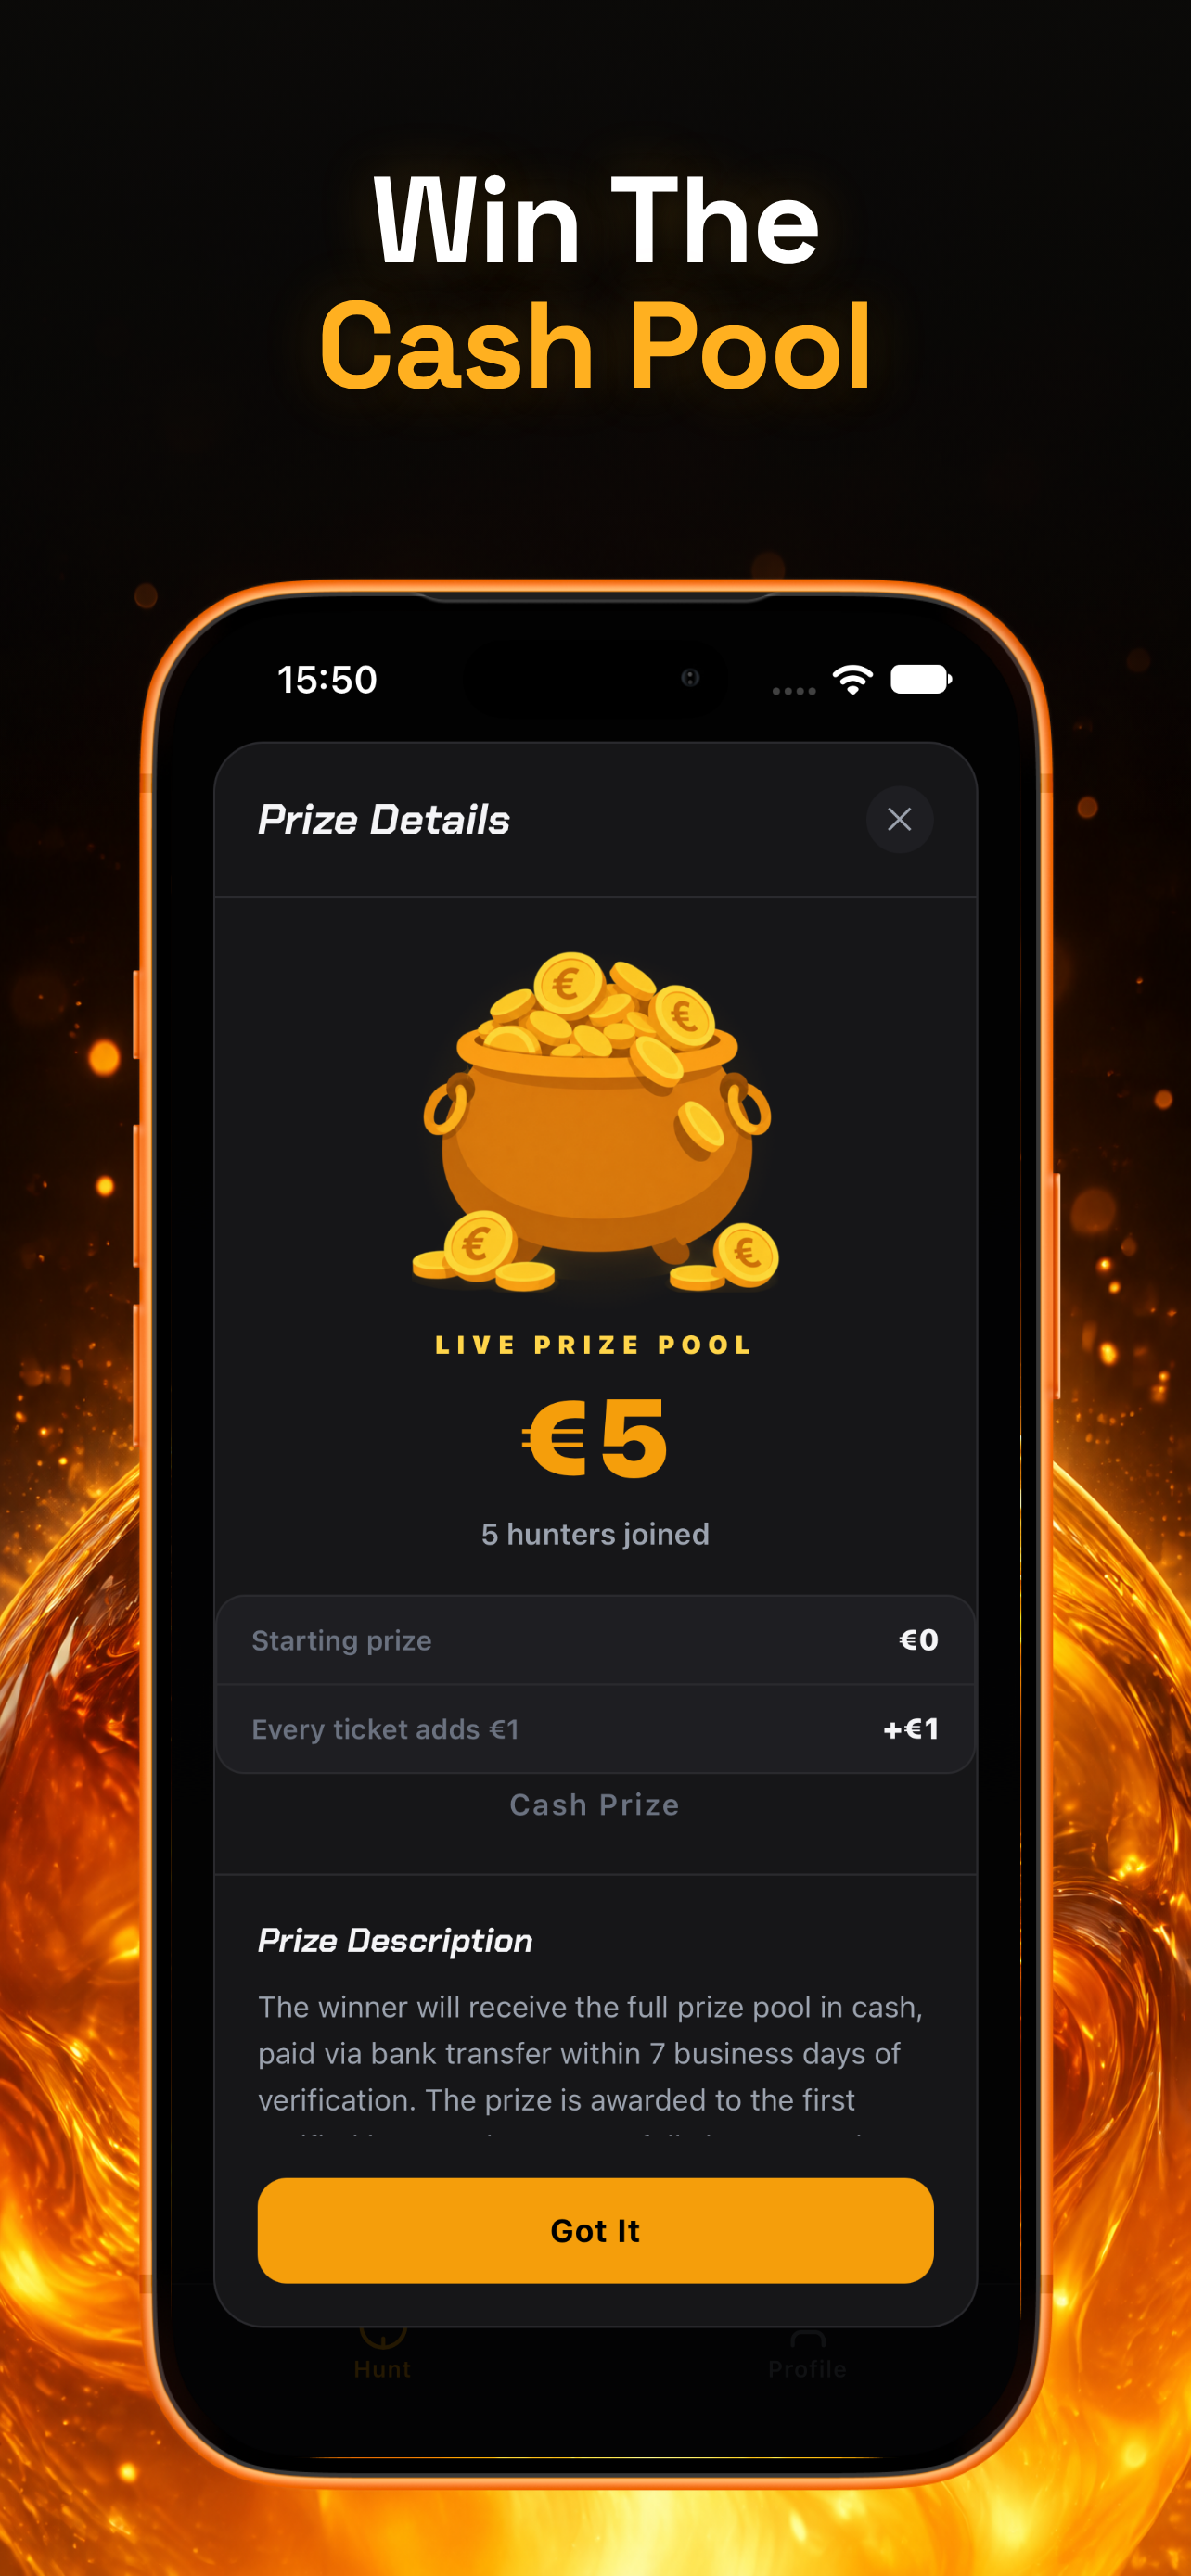 Win The
Cash Pool
15:50
Prize Details
€
€
€
€
LIVE PRIZE POOL
€5
5 hunters joined
Starting prize €0
Every ticket adds €1 +€1
Cash Prize
Prize Description
The winner will receive the full prize pool in cash,
paid via bank transfer within 7 business days of
verification. The prize is awarded to the first
Got It
Hunt Profile